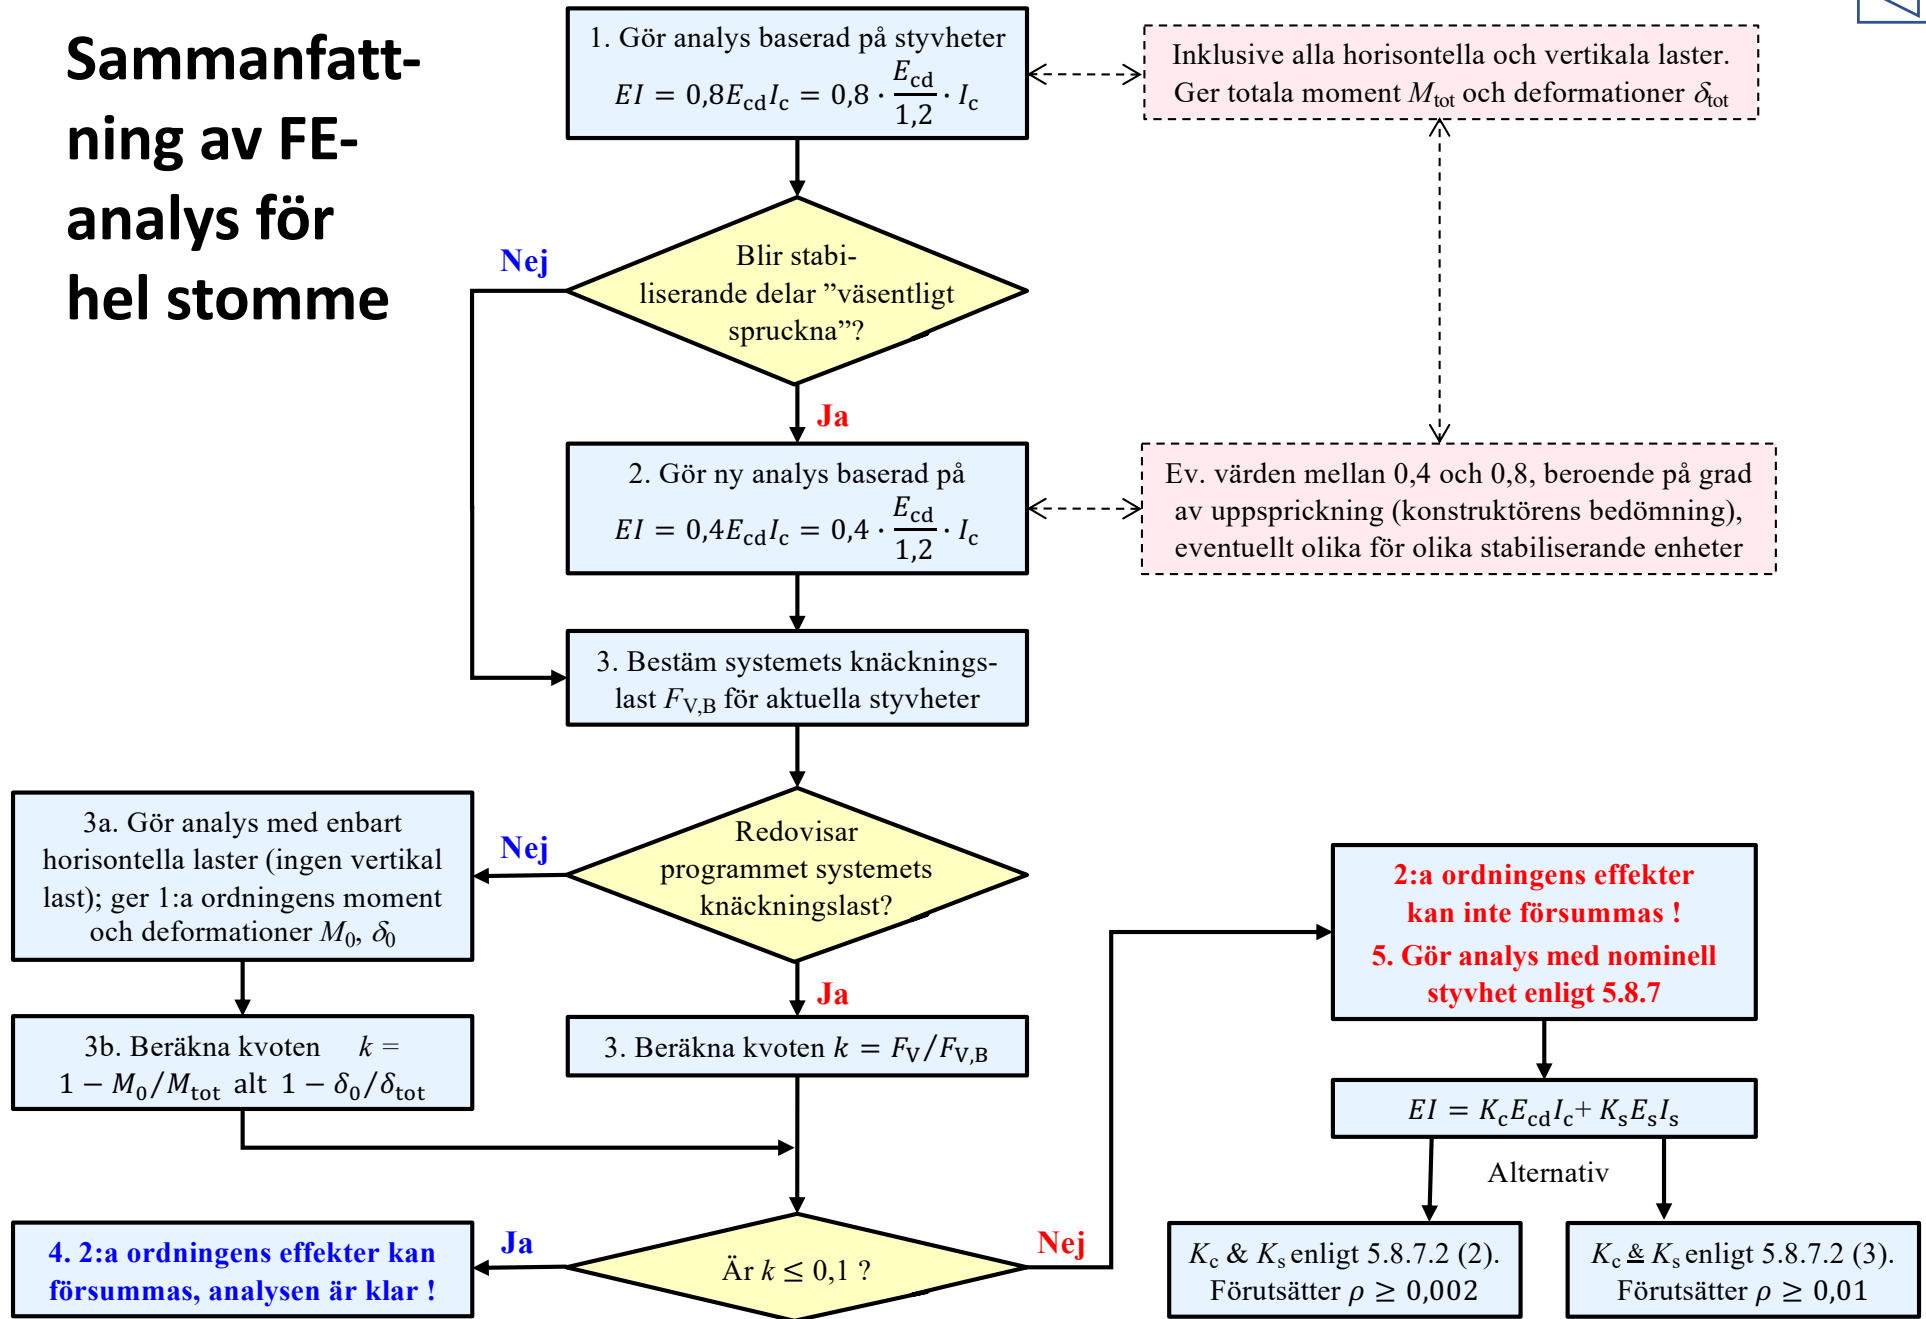 Sammanfatt-
ning av FE-
analys för
hel stomme
1. Gör analys baserad på styvheter
EI = 0,8E_cd I_c = 0,8 · E_cd/1,2 · I_c
Inklusive alla horisontella och vertikala laster.
Ger totala moment M_tot och deformationer δ_tot
Blir stabi-
liserande delar ”väsentligt
spruckna”?
Nej
Ja
2. Gör ny analys baserad på
EI = 0,4E_cd I_c = 0,4 · E_cd/1,2 · I_c
Ev. värden mellan 0,4 och 0,8, beroende på grad
av uppsprickning (konstruktörens bedömning),
eventuellt olika för olika stabiliserande enheter
3. Bestäm systemets knäcknings-
last F_V,B för aktuella styvheter
Redovisar
programmet systemets
knäckningslast?
Nej
Ja
3a. Gör analys med enbart
horisontella laster (ingen vertikal
last); ger 1:a ordningens moment
och deformationer M_0, δ_0
3b. Beräkna kvoten k =
1 − M_0/M_tot alt 1 − δ_0/δ_tot
3. Beräkna kvoten k = F_V/F_V,B
Är k ≤ 0,1 ?
Ja
Nej
4. 2:a ordningens effekter kan
försummas, analysen är klar !
2:a ordningens effekter
kan inte försummas !
5. Gör analys med nominell
styvhet enligt 5.8.7
EI = K_c E_cd I_c + K_s E_s I_s
Alternativ
K_c & K_s enligt 5.8.7.2 (2).
Förutsätter ρ ≥ 0,002
K_c & K_s enligt 5.8.7.2 (3).
Förutsätter ρ ≥ 0,01